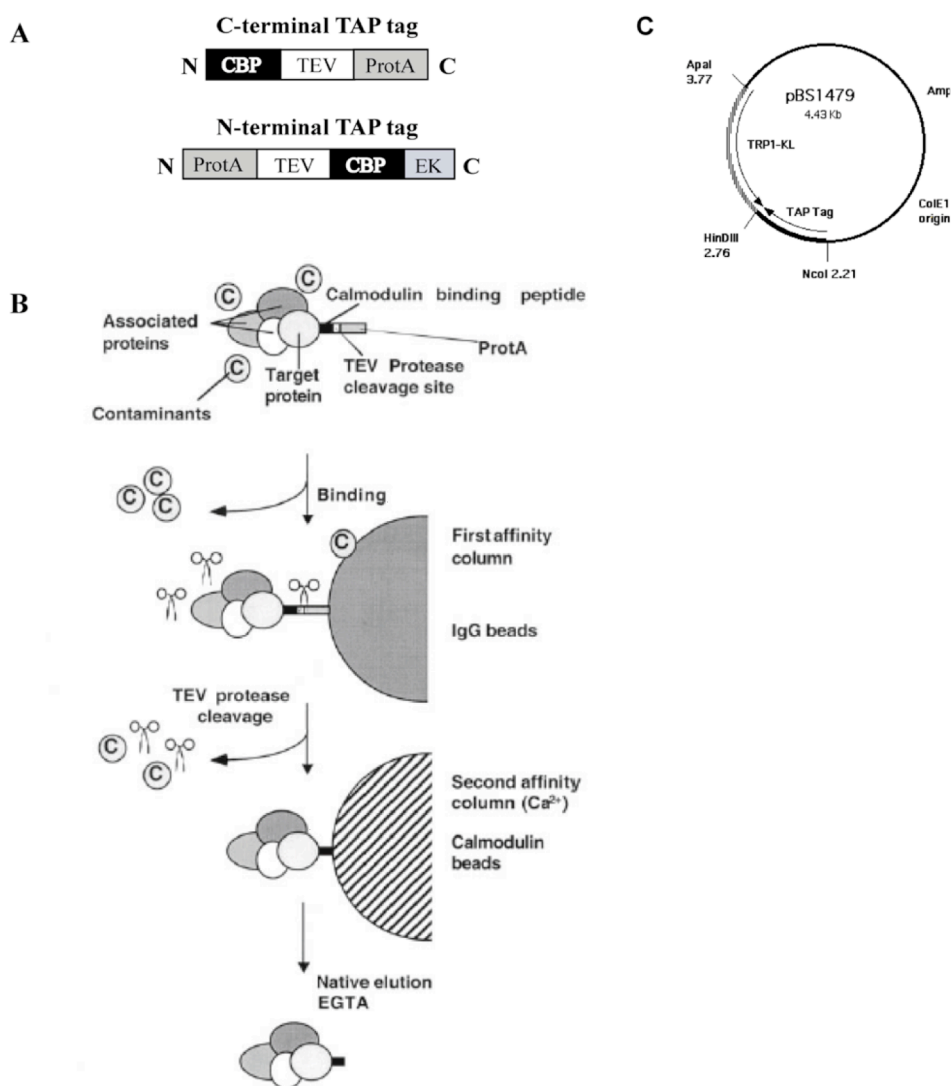 A
C-terminal TAP tag
N CBP TEV ProtA C
N-terminal TAP tag
N ProtA TEV CBP EK C
C
ApaI
3.77
pBS1479
4.43 Kb
Amp
TRP1-KL
TAP Tag
ColE1
origin
HinDIII
2.76
NcoI 2.21
B
C
C
Calmodulin binding peptide
Associated
proteins
ProtA
C
Target
protein
TEV Protease
cleavage site
Contaminants
C
C
C
Binding
C
First affinity
column
IgG beads
TEV protease
cleavage
C
C
Second affinity
column (Ca²⁺)
Calmodulin
beads
Native elution
EGTA